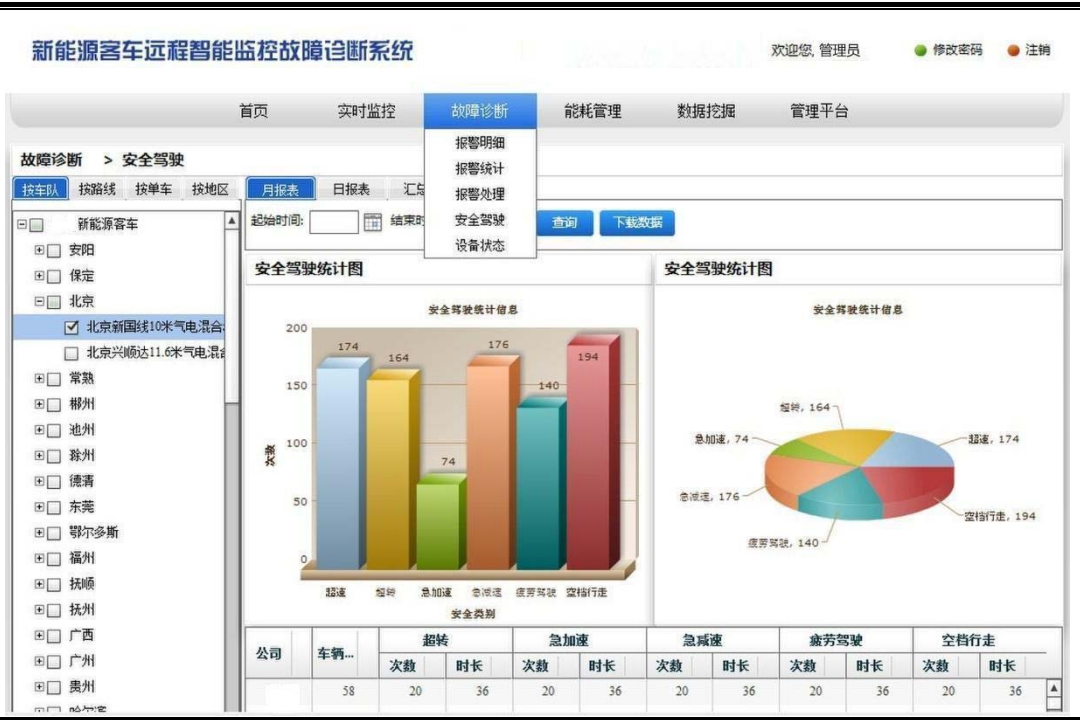 新能源客车远程智能监控故障诊断系统
欢迎您, 管理员 修改密码 注销
首页 实时监控 故障诊断 能耗管理 数据挖掘 管理平台
报警明细
报警统计
报警处理
安全驾驶
设备状态
故障诊断 > 安全驾驶
按车队 按路线 按单车 按地区
月报表 日报表
起始时间: 查询 下载数据
新能源客车
安阳
保定
北京
北京新国线10米气电混合
北京兴顺达11.6米气电混合
常熟
郴州
池州
滁州
德清
东莞
鄂尔多斯
福州
抚顺
抚州
广西
广州
贵州
安全驾驶统计图
安全驾驶统计信息
次数
200
150
100
50
0
174 164 74 176 140 194
超速 超转 急加速 急减速 疲劳驾驶 空档行走
安全类别
安全驾驶统计图
安全驾驶统计信息
超转, 164
超速, 174
急加速, 74
急减速, 176
空档行走, 194
疲劳驾驶, 140
公司 车辆... 超转 急加速 急减速 疲劳驾驶 空档行走
次数 时长 次数 时长 次数 时长 次数 时长 次数 时长
58 20 36 20 36 20 36 20 36 20 36